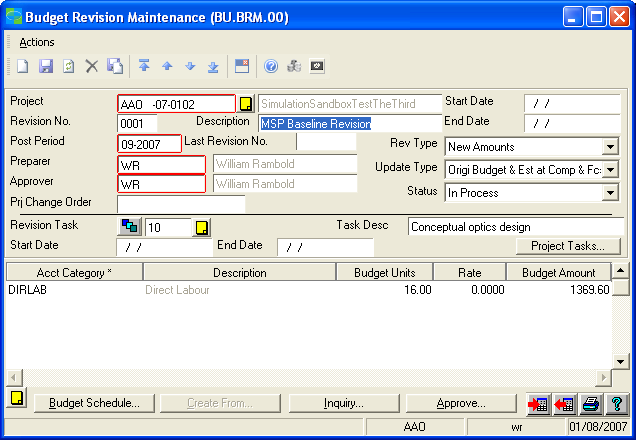 Budget Revision Maintenance (BU.BRM.00)
Actions
Project AAO -07-0102 SimulationSandboxTestTheThird Start Date / /
Revision No. 0001 Description MSP Baseline Revision End Date / /
Post Period 09-2007 Last Revision No. Rev Type New Amounts
Preparer WR William Rambold Update Type Origi Budget & Est at Comp & Fc
Approver WR William Rambold Status In Process
Prj Change Order
Revision Task 10 Task Desc Conceptual optics design
Start Date / / End Date / / Project Tasks...
Acct Category * Description Budget Units Rate Budget Amount
DIRLAB Direct Labour 16.00 0.0000 1369.60
Budget Schedule... Create From... Inquiry... Approve...
AAO wr 01/08/2007